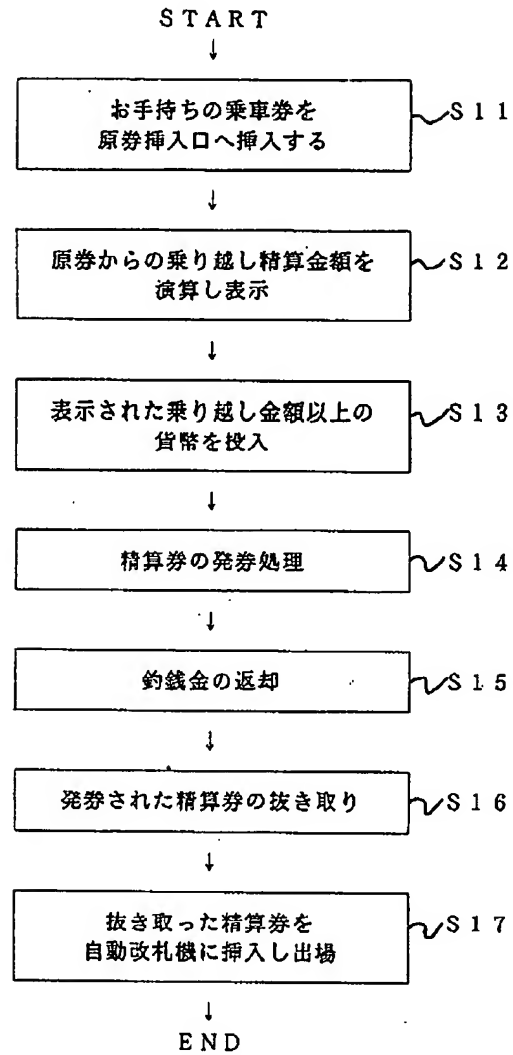 ＳＴＡＲＴ
↓
お手持ちの乗車券を
原券挿入口へ挿入する
Ｓ１１
↓
原券からの乗り越し精算金額を
演算し表示
Ｓ１２
↓
表示された乗り越し金額以上の
貨幣を投入
Ｓ１３
↓
精算券の発券処理
Ｓ１４
↓
釣銭金の返却
Ｓ１５
↓
発券された精算券の抜き取り
Ｓ１６
↓
抜き取った精算券を
自動改札機に挿入し出場
Ｓ１７
↓
ＥＮＤ